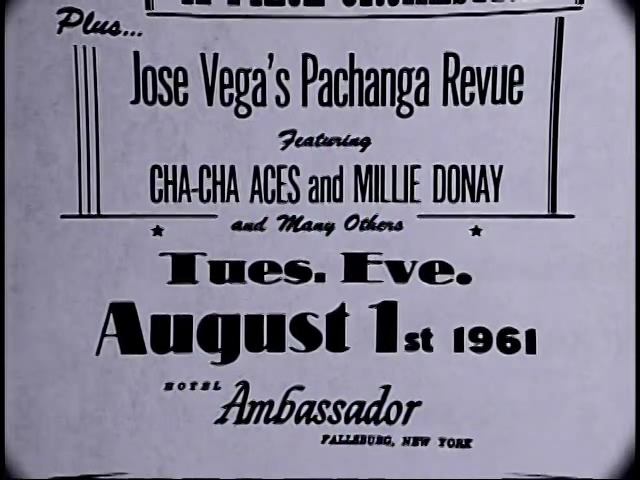 Plus...
Jose Vega's Pachanga Revue
Featuring
CHA-CHA ACES and MILLIE DONAY
and Many Others
Tues. Eve.
August 1st 1961
HOTEL
Ambassador
FALLSBURG, NEW YORK